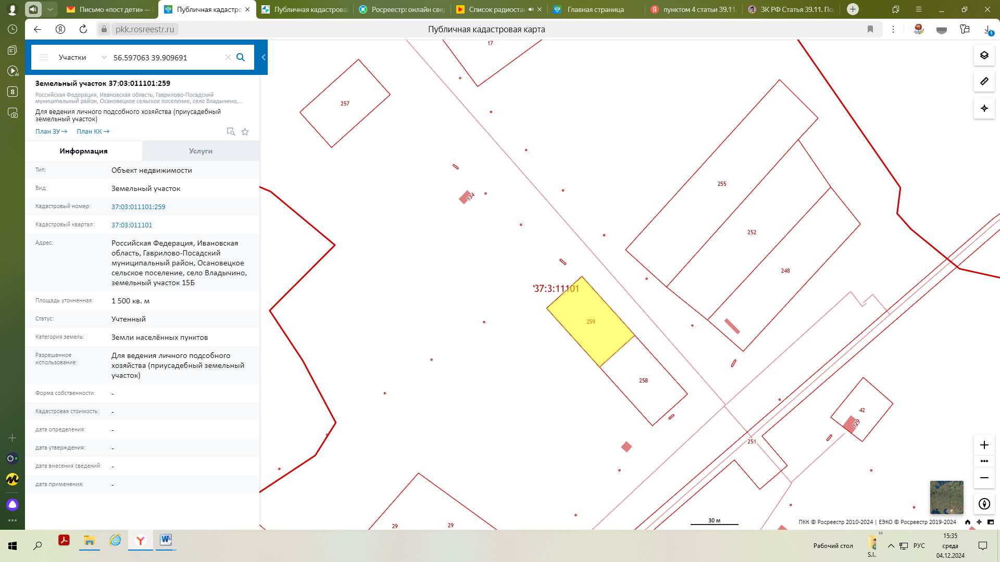 Письмо «пост дети» —
Публичная кадастро
Публичная кадастрова
Росреестр: онлайн све
Список радиоста
Главная страница
пунктом 4 статьи 39.11.
ЗК РФ Статья 39.11. По
pkk.rosreestr.ru
Публичная кадастровая карта
1
8
Участки
56.597063 39.909691
Земельный участок 37:03:011101:259
Российская Федерация, Ивановская область, Гаврилово-Посадский
муниципальный район, Осановецкое сельское поселение, село Владычино,...
Для ведения личного подсобного хозяйства (приусадебный
земельный участок)
План ЗУ →
План КК →
Информация
Услуги
Тип:
Объект недвижимости
Вид:
Земельный участок
Кадастровый номер:
37:03:011101:259
Кадастровый квартал:
37:03:011101
Адрес:
Российская Федерация, Ивановская
область, Гаврилово-Посадский
муниципальный район, Осановецкое
сельское поселение, село Владычино,
земельный участок 15Б
Площадь уточненная:
1 500 кв. м
Статус:
Учтенный
Категория земель:
Земли населённых пунктов
Разрешенное
использование:
Для ведения личного подсобного
хозяйства (приусадебный земельный
участок)
Форма собственности:
-
Кадастровая стоимость:
-
дата определения:
-
дата утверждения:
-
дата внесения сведений:
-
дата применения:
-
17
257
134
255
252
248
37:3:11101
259
258
42
129
251
29
29
30 м
ПКК © Росреестр 2010-2024 | ЕЭКО © Росреестр 2019-2024
Рабочий стол
S.I..
РУС
15:35
среда
04.12.2024